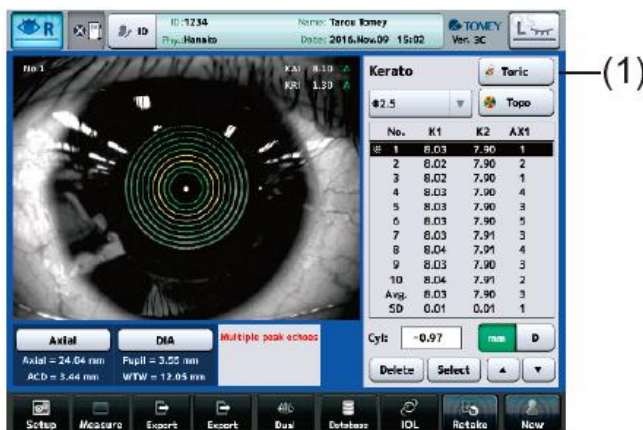 R
ID
ID:1234
Name: Tarou Tomey
Phy.:Hanako
Date: 2016.Nov.09 15:02
TOMEY
Ver. 3C
L
No 1
KAI 8.10 A
KRI 1.30 A
Kerato
Toric
(1)
Φ2.5
Topo
No. K1 K2 AX1
1 8.03 7.90 1
2 8.02 7.90 2
3 8.02 7.90 1
4 8.03 7.90 4
5 8.03 7.90 3
6 8.03 7.90 5
7 8.03 7.91 3
8 8.04 7.91 4
9 8.03 7.90 3
10 8.04 7.91 2
Avg. 8.03 7.90 3
SD 0.01 0.01 1
Axial
DIA
Multiple peak echoes
Cyl: -0.97
mm
D
Axial = 24.04 mm
Pupil = 3.55 mm
ACD = 3.44 mm
WTW = 12.05 mm
Delete
Select
Setup
Measure
Export
Export
Dual
Database
IOL
Retake
New